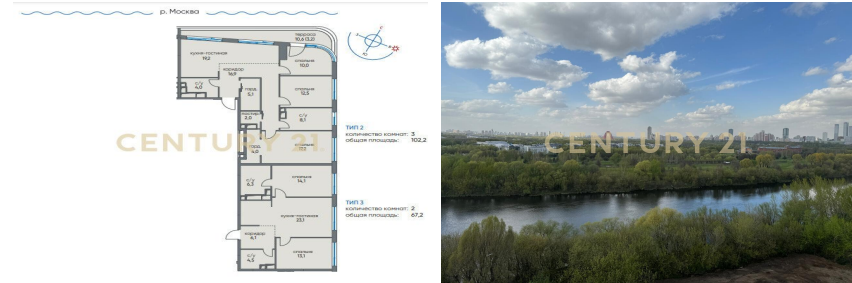 р. Москва
терраса
10,6 (3,2)
кухня-гостиная
19,2
спальня
10,0
коридор
16,9
с/у
4,0
гард.
5,1
спальня
12,5
2,0
с/у
8,1
гард.
4,0
ТИП 2
количество комнат: 3
общая площадь: 102,2
CENTURY 21.
спальня
14,1
с/у
6,3
ТИП 3
количество комнат: 2
общая площадь: 67,2
кухня-гостиная
23,1
коридор
6,1
с/у
4,5
спальня
13,1
CENTURY 21.